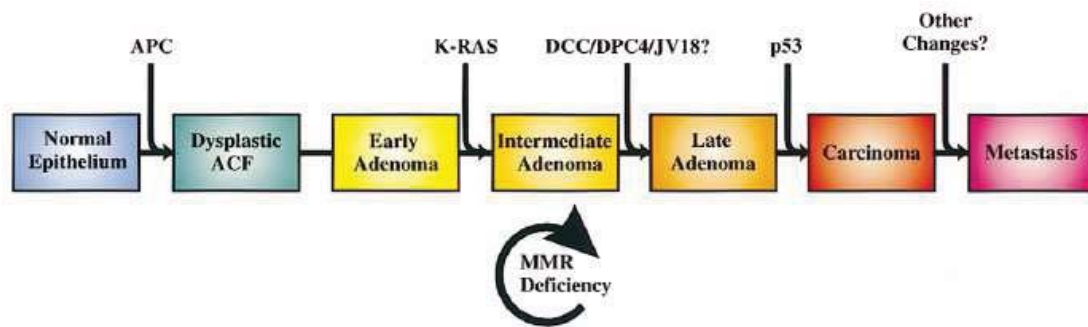 APC
K-RAS
DCC/DPC4/JV18?
p53
Other
Changes?
Normal
Epithelium
Dysplastic
ACF
Early
Adenoma
Intermediate
Adenoma
Late
Adenoma
Carcinoma
Metastasis
MMR
Deficiency